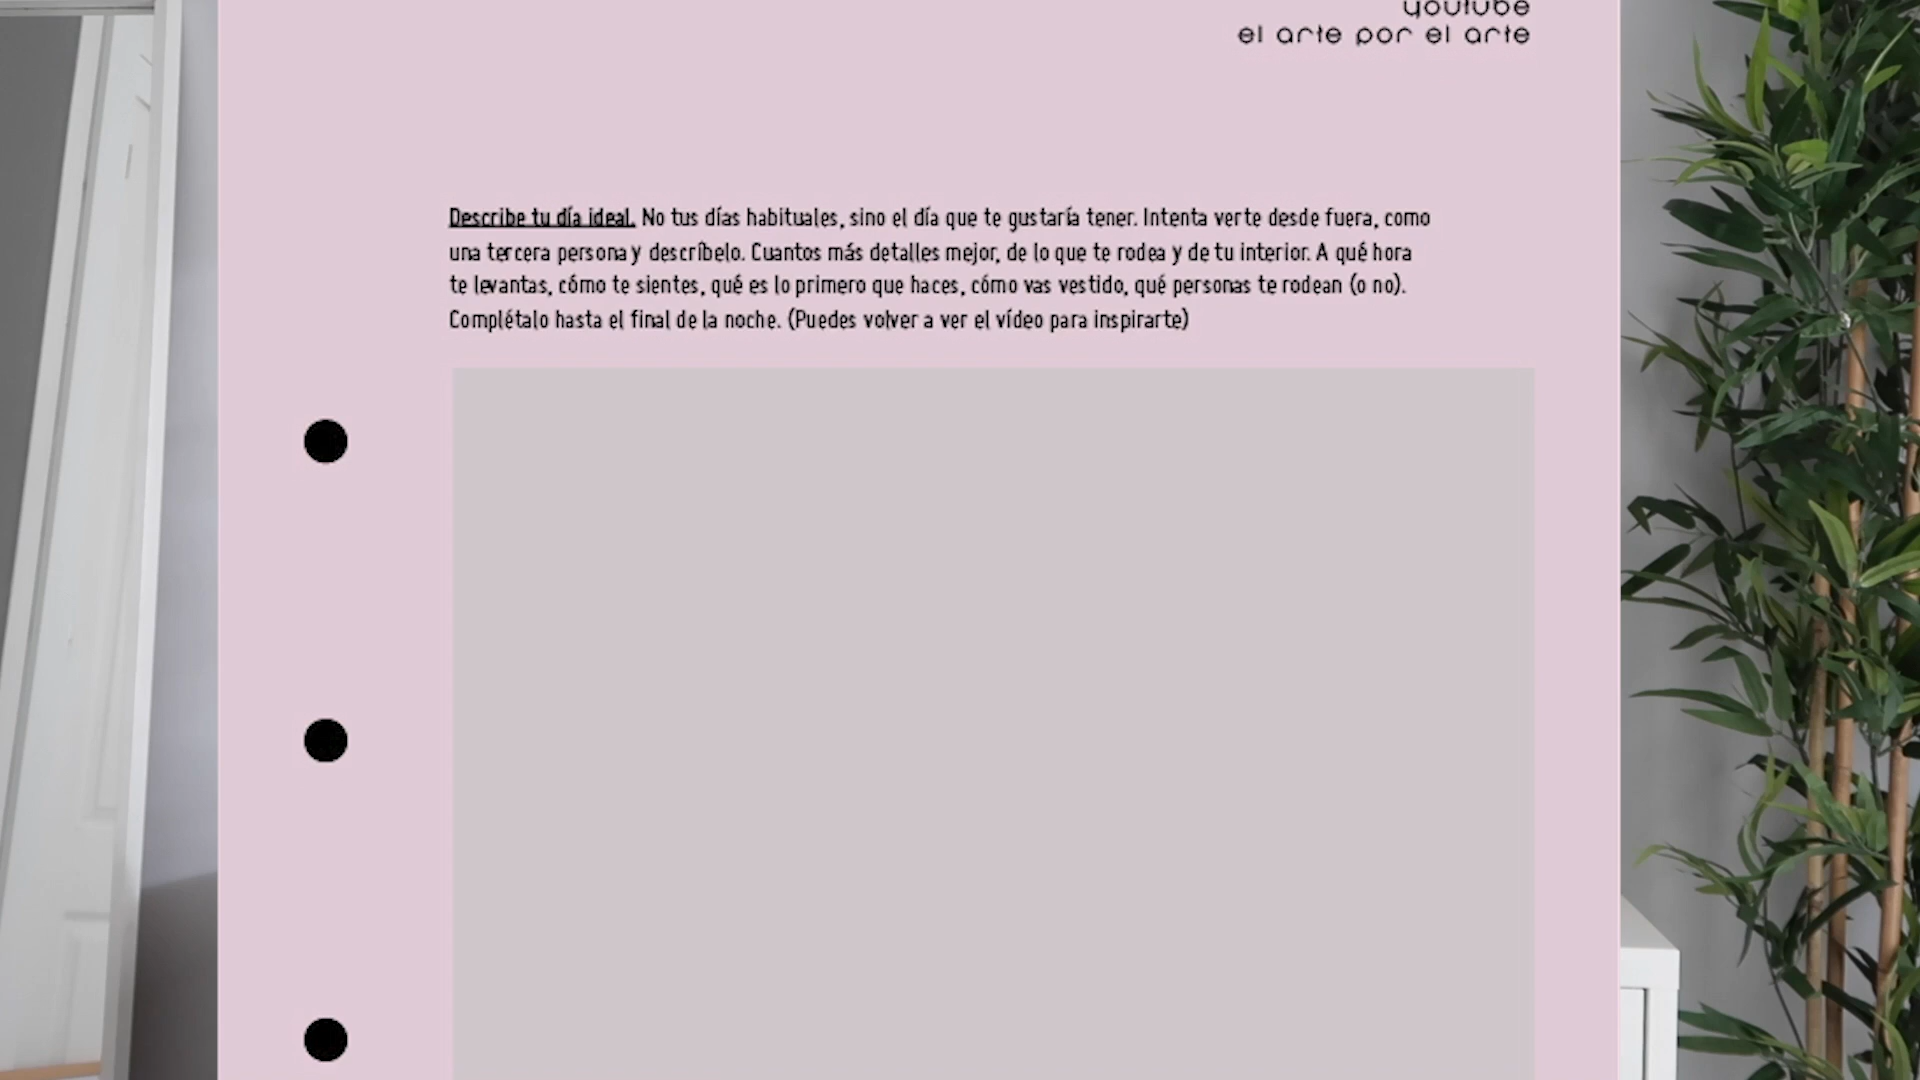 youtube
el arte por el arte
Describe tu día ideal. No tus días habituales, sino el día que te gustaría tener. Intenta verte desde fuera, como
una tercera persona y descríbelo. Cuantos más detalles mejor, de lo que te rodea y de tu interior. A qué hora
te levantas, cómo te sientes, qué es lo primero que haces, cómo vas vestido, qué personas te rodean (o no).
Complétalo hasta el final de la noche. (Puedes volver a ver el vídeo para inspirarte)